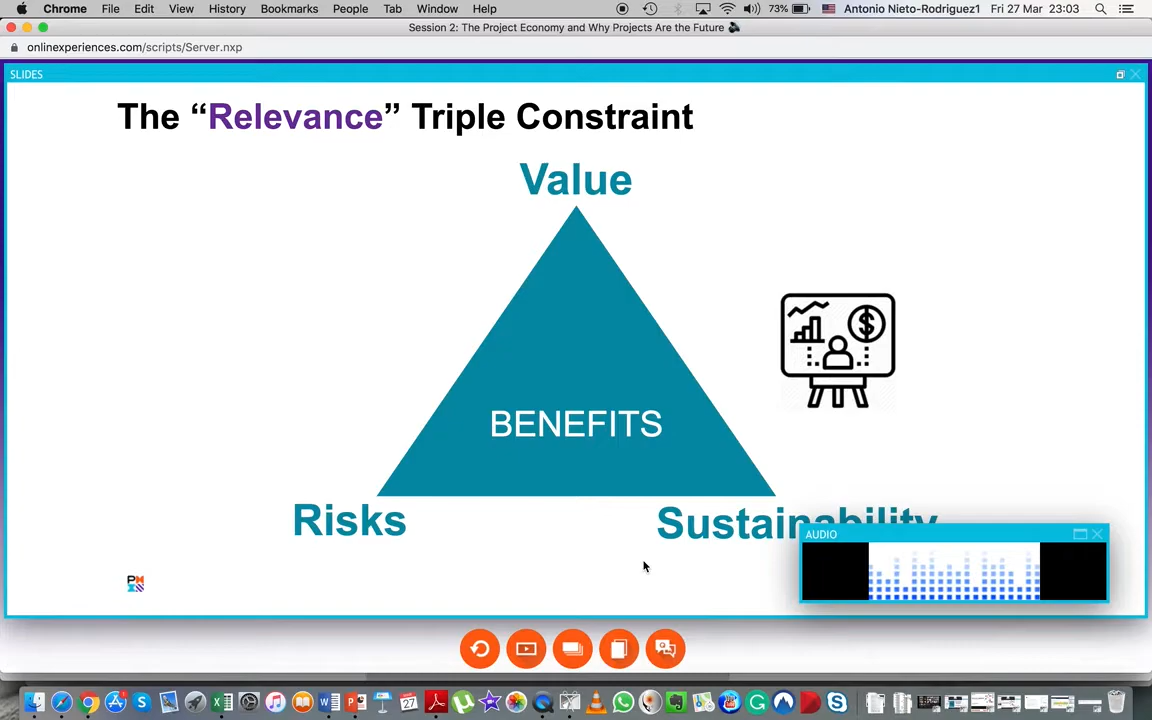 Chrome File Edit View History Bookmarks People Tab Window Help 73% Antonio Nieto-Rodriguez1 Fri 27 Mar 23:03
Session 2: The Project Economy and Why Projects Are the Future
onlinexperiences.com/scripts/Server.nxp
SLIDES
The “Relevance” Triple Constraint
Value
$
BENEFITS
Risks
Sustainability
AUDIO
PM